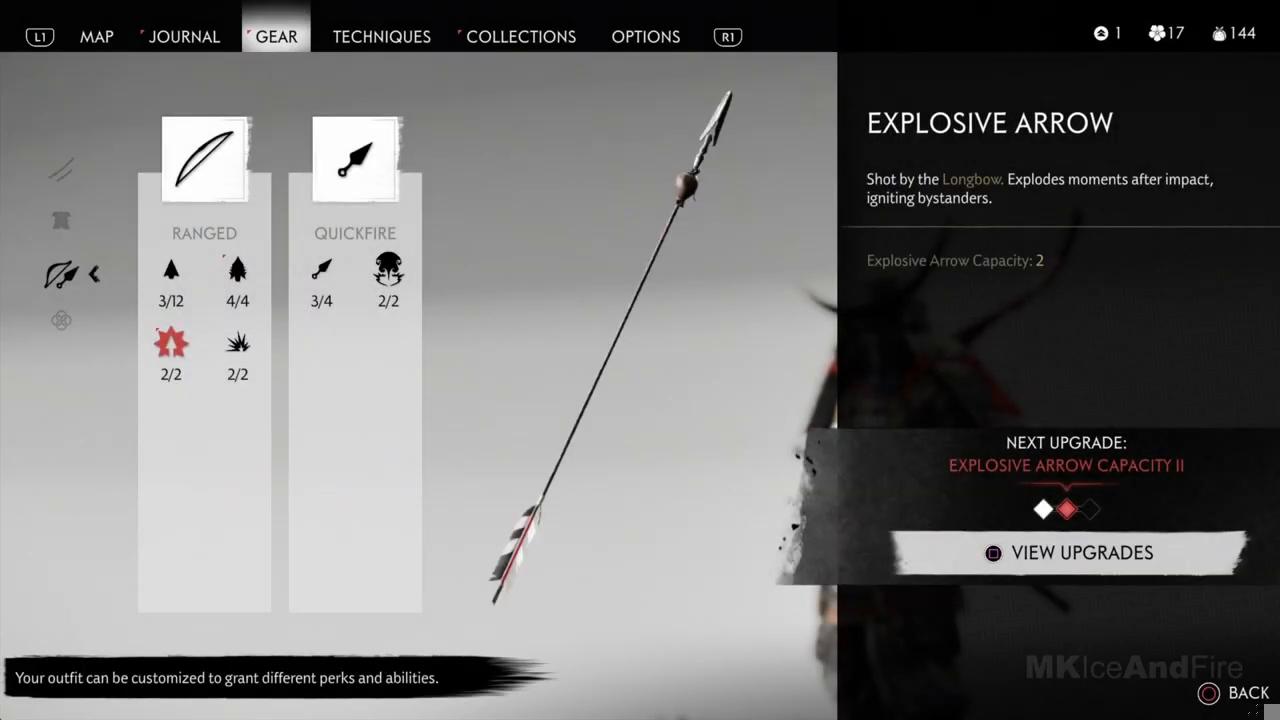 L1 MAP JOURNAL GEAR TECHNIQUES COLLECTIONS OPTIONS R1
1 17 144
EXPLOSIVE ARROW
Shot by the Longbow. Explodes moments after impact,
igniting bystanders.
Explosive Arrow Capacity: 2
RANGED
3/12 4/4
2/2 2/2
QUICKFIRE
3/4 2/2
NEXT UPGRADE:
EXPLOSIVE ARROW CAPACITY II
VIEW UPGRADES
Your outfit can be customized to grant different perks and abilities.
MKIceAndFire
BACK